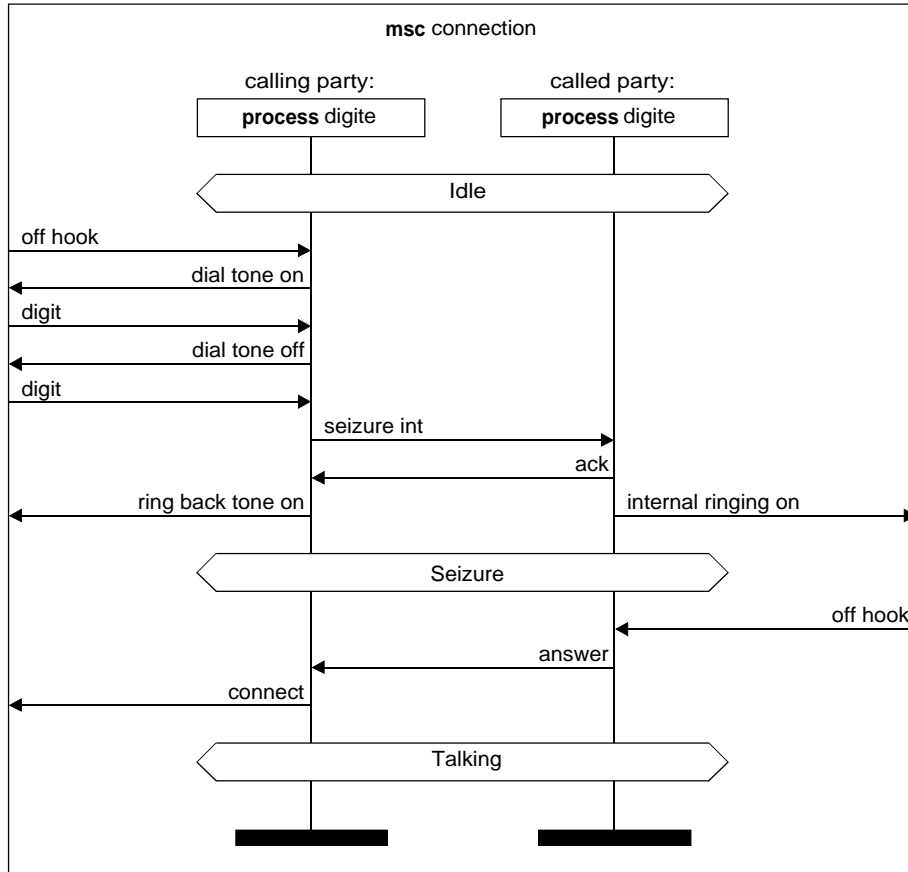 msc connection
calling party:
called party:
process digite
process digite
Idle
off hook
dial tone on
digit
dial tone off
digit
seizure int
ack
ring back tone on
internal ringing on
Seizure
off hook
answer
connect
Talking